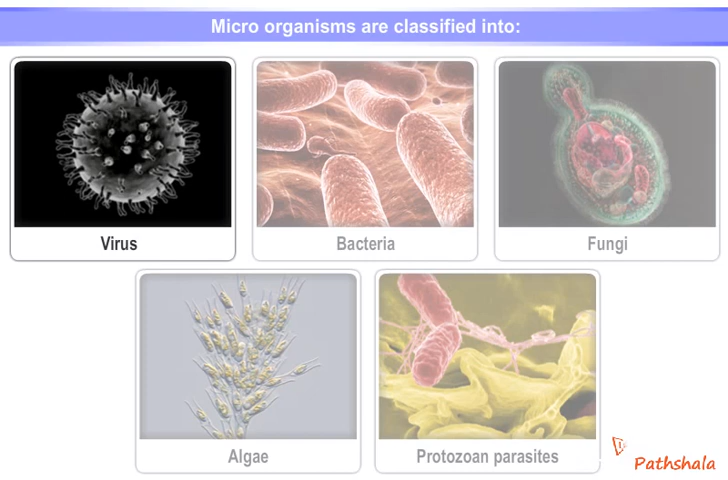 Micro organisms are classified into:
Virus
Bacteria
Fungi
Algae
Protozoan parasites
Pathshala